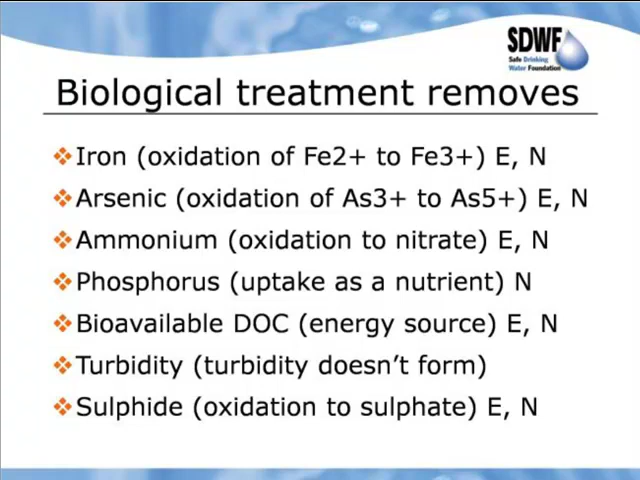 SDWF
Safe Drinking
Water Foundation
Biological treatment removes
Iron (oxidation of Fe2+ to Fe3+) E, N
Arsenic (oxidation of As3+ to As5+) E, N
Ammonium (oxidation to nitrate) E, N
Phosphorus (uptake as a nutrient) N
Bioavailable DOC (energy source) E, N
Turbidity (turbidity doesn’t form)
Sulphide (oxidation to sulphate) E, N